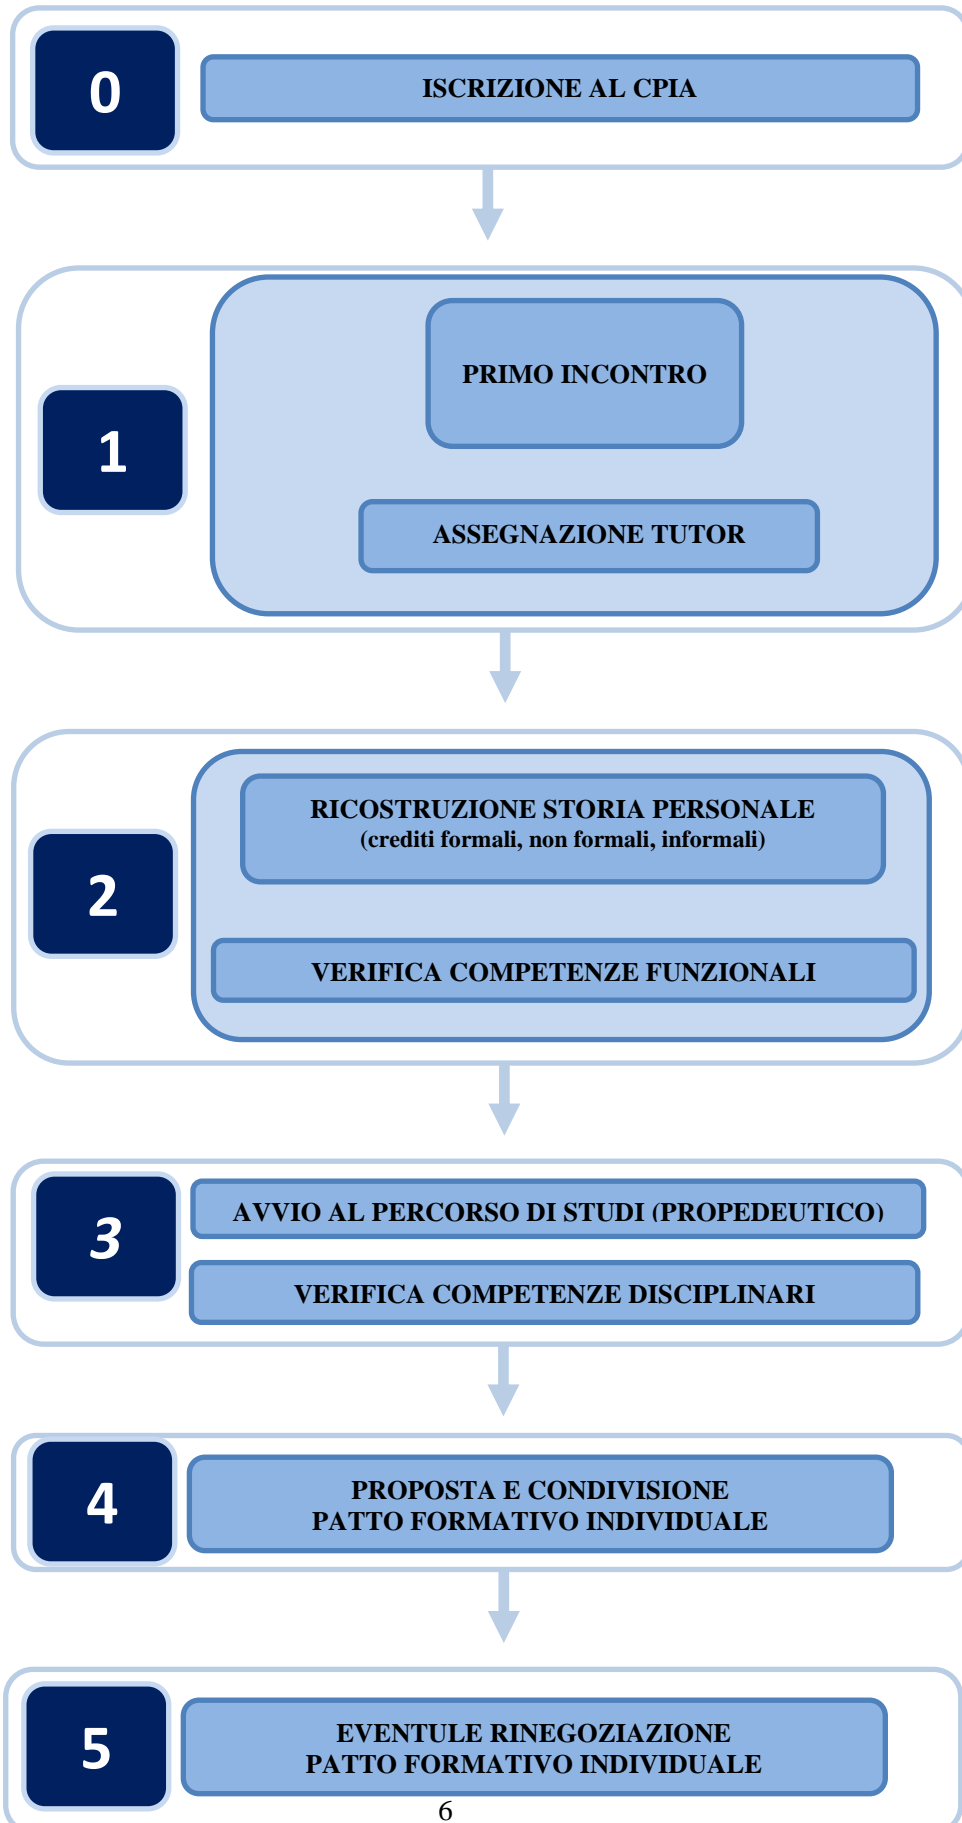 0
ISCRIZIONE AL CPIA
1
PRIMO INCONTRO
ASSEGNAZIONE TUTOR
2
RICOSTRUZIONE STORIA PERSONALE
(crediti formali, non formali, informali)
VERIFICA COMPETENZE FUNZIONALI
3
AVVIO AL PERCORSO DI STUDI (PROPEDEUTICO)
VERIFICA COMPETENZE DISCIPLINARI
4
PROPOSTA E CONDIVISIONE
PATTO FORMATIVO INDIVIDUALE
5
EVENTULE RINEGOZIAZIONE
PATTO FORMATIVO INDIVIDUALE
6